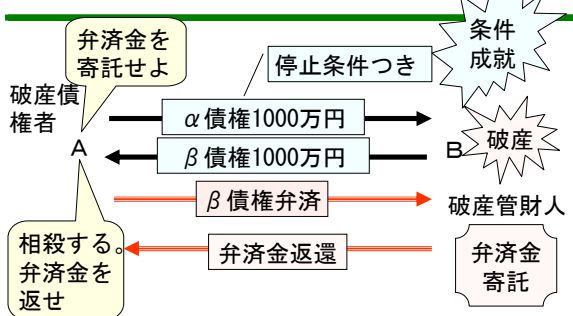 弁済金を
寄託せよ
条件
成就
停止条件つき
破産債
権者
α債権1000万円
A
β債権1000万円
B
破産
β債権弁済
破産管財人
相殺する。
弁済金を
返せ
弁済金返還
弁済金
寄託